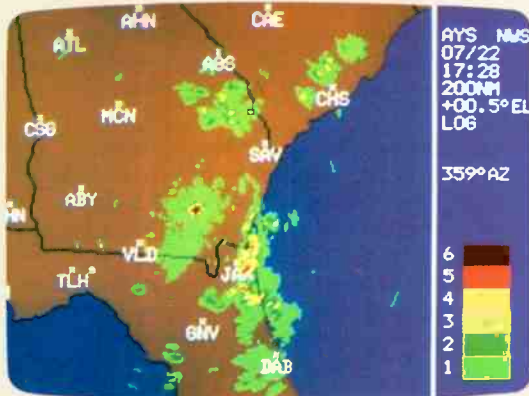 AHN CAE
ATL
AGS
CHS
MCN
CSG
SAV
ABY
HN
VLD
TLH JAX
GNV
DAB
AYS NWS
07/22
17:28
200NM
+00.5°EL
LOG
359°AZ
6
5
4
3
2
1